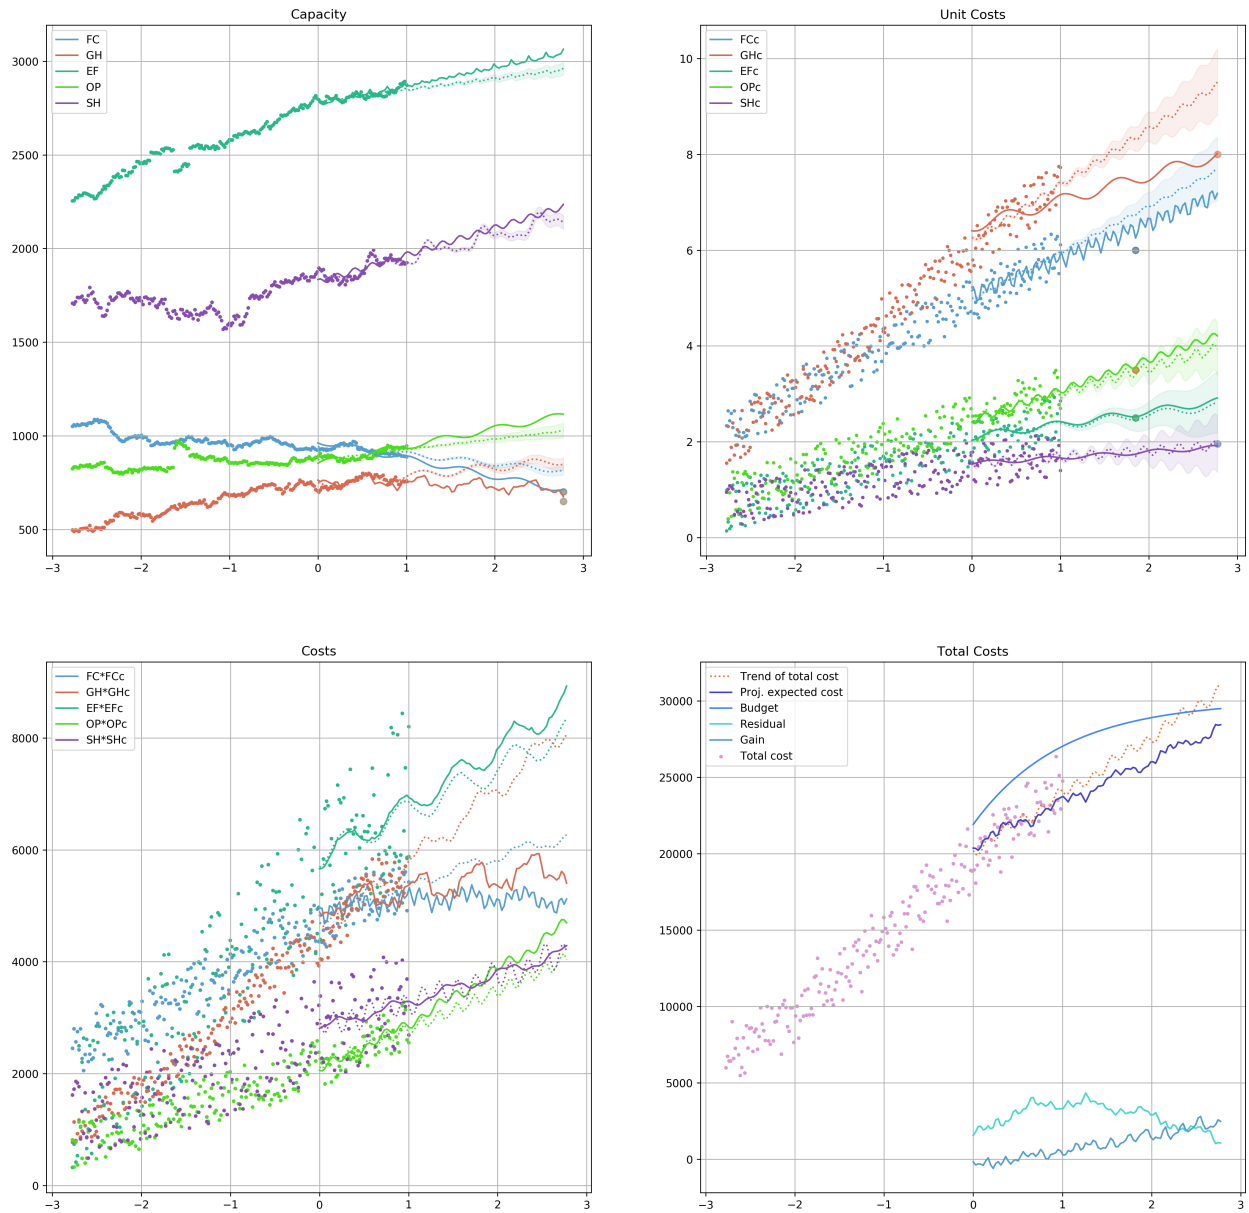 Capacity
FC
GH
EF
OP
SH
3000
2500
2000
1500
1000
500
−3 −2 −1 0 1 2 3
Unit Costs
FCc
GHc
EFc
OPc
SHc
10
8
6
4
2
0
−3 −2 −1 0 1 2 3
Costs
FC*FCc
GH*GHc
EF*EFc
OP*OPc
SH*SHc
8000
6000
4000
2000
0
−3 −2 −1 0 1 2 3
Total Costs
Trend of total cost
Proj. expected cost
Budget
Residual
Gain
Total cost
30000
25000
20000
15000
10000
5000
0
−3 −2 −1 0 1 2 3